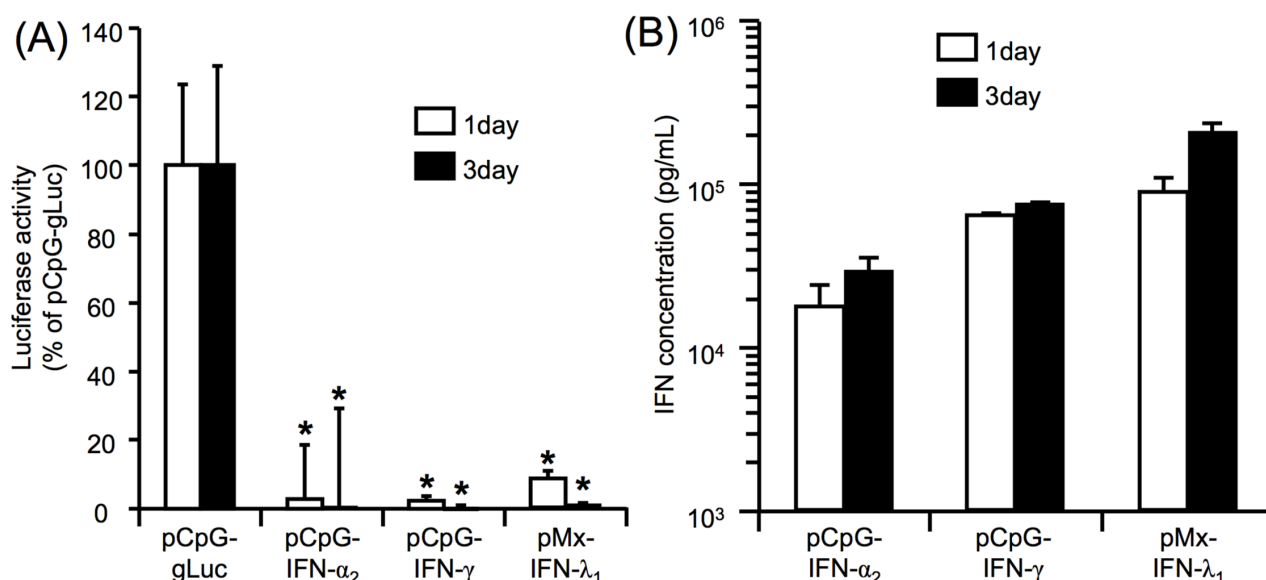 (A)
Luciferase activity
(% of pCpG-gLuc)
140
120
100
80
60
40
20
0
1day
3day
*
*
*
*
*
*
pCpG-
gLuc
pCpG-
IFN-α₂
pCpG-
IFN-γ
pMx-
IFN-λ₁
(B)
IFN concentration (pg/mL)
10⁶
10⁵
10⁴
10³
1day
3day
pCpG-
IFN-α₂
pCpG-
IFN-γ
pMx-
IFN-λ₁